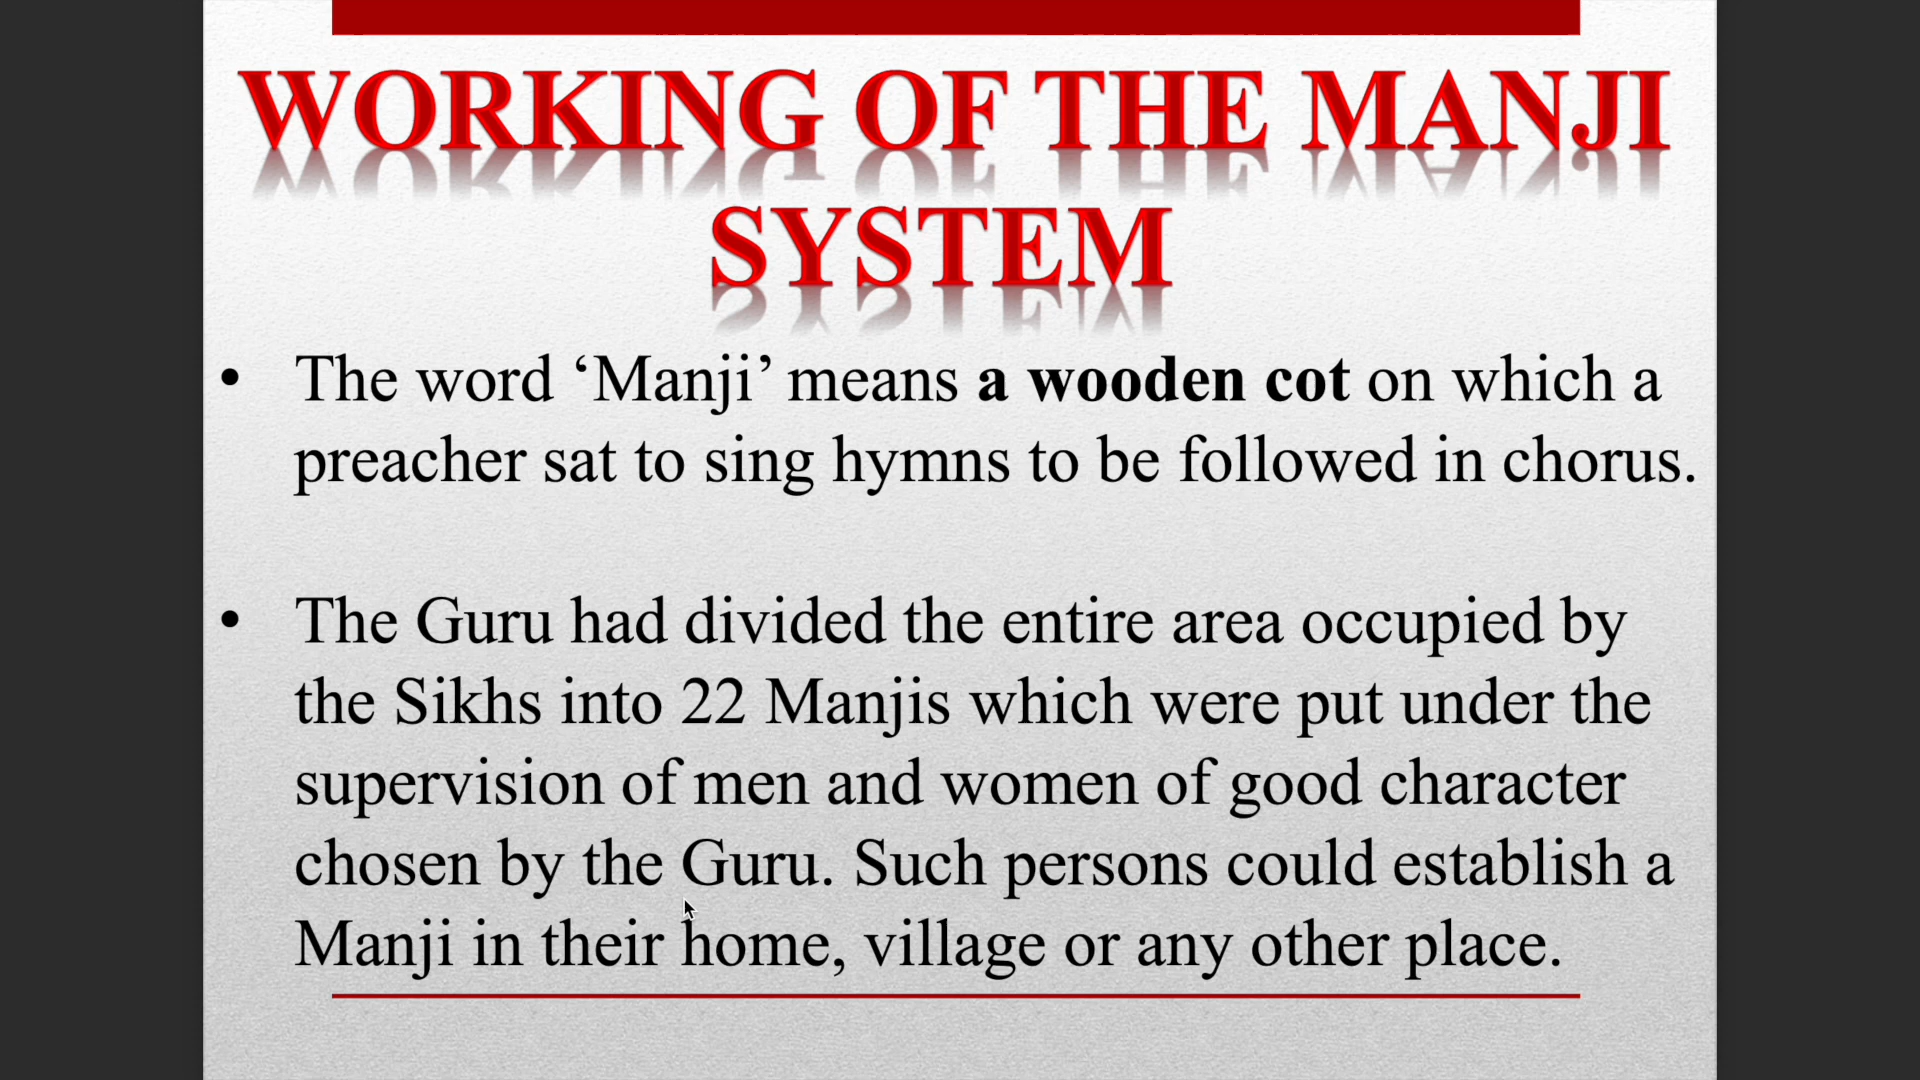 WORKING OF THE MANJI
SYSTEM
• The word ‘Manji’ means a wooden cot on which a
preacher sat to sing hymns to be followed in chorus.
• The Guru had divided the entire area occupied by
the Sikhs into 22 Manjis which were put under the
supervision of men and women of good character
chosen by the Guru. Such persons could establish a
Manji in their home, village or any other place.